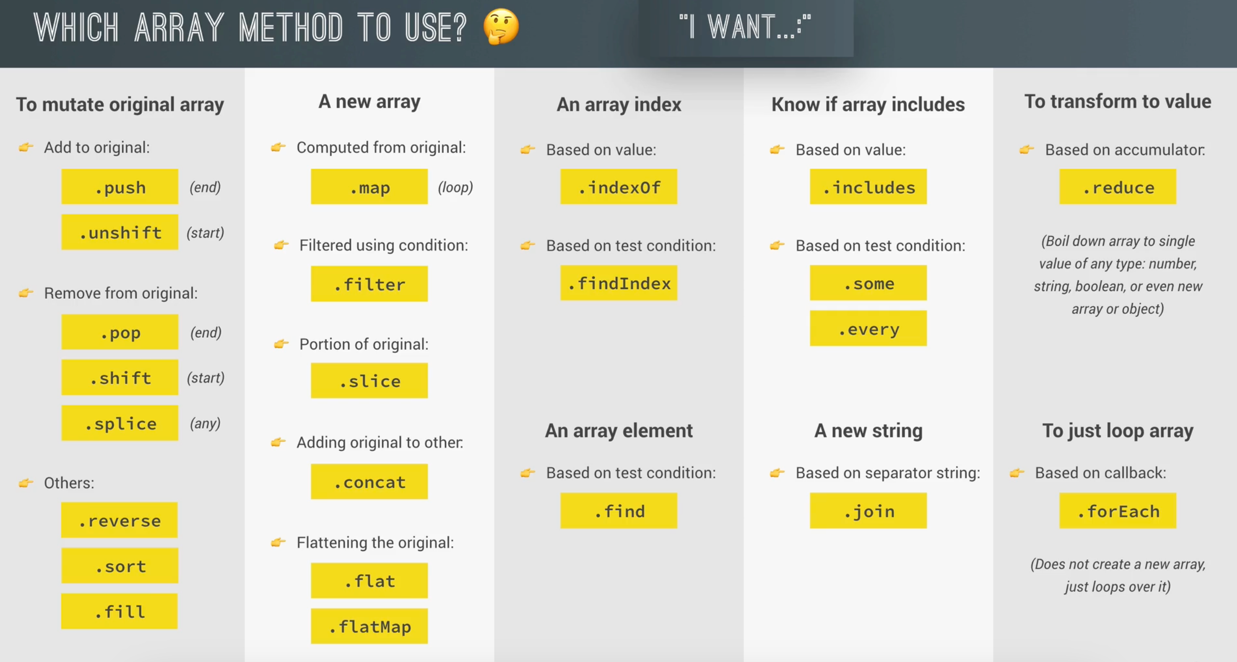 WHICH ARRAY METHOD TO USE? 🤔
"I WANT...:"
To mutate original array
👉 Add to original:
.push (end)
.unshift (start)
👉 Remove from original:
.pop (end)
.shift (start)
.splice (any)
👉 Others:
.reverse
.sort
.fill
A new array
👉 Computed from original:
.map (loop)
👉 Filtered using condition:
.filter
👉 Portion of original:
.slice
👉 Adding original to other:
.concat
👉 Flattening the original:
.flat
.flatMap
An array index
👉 Based on value:
.indexOf
👉 Based on test condition:
.findIndex
An array element
👉 Based on test condition:
.find
Know if array includes
👉 Based on value:
.includes
👉 Based on test condition:
.some
.every
A new string
👉 Based on separator string:
.join
To transform to value
👉 Based on accumulator:
.reduce
(Boil down array to single
value of any type: number,
string, boolean, or even new
array or object)
To just loop array
👉 Based on callback:
.forEach
(Does not create a new array,
just loops over it)